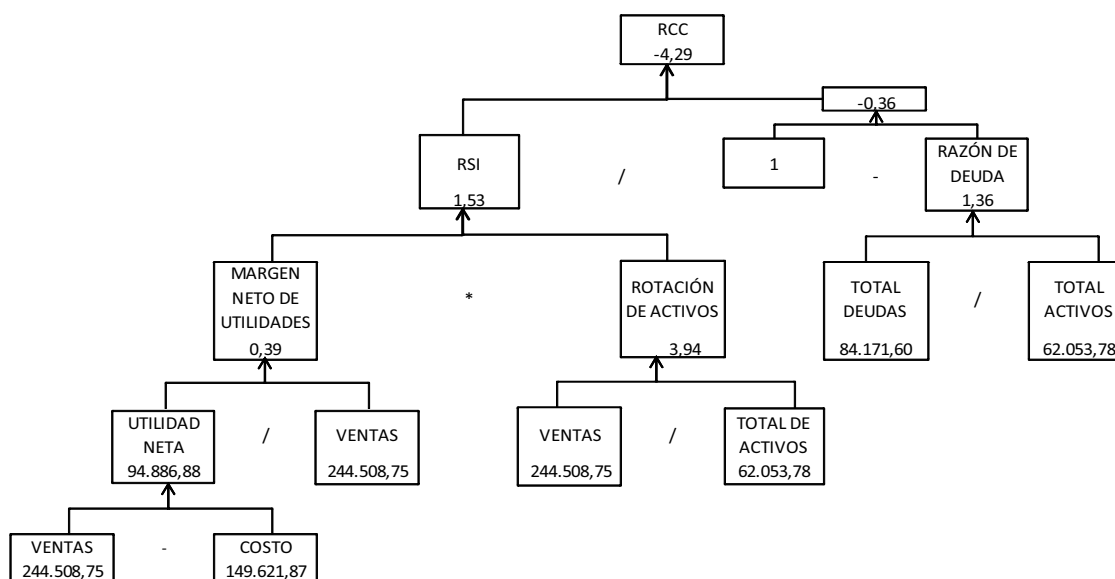 RCC
-4,29
-0,36
RSI
1,53
/
1
-
RAZÓN DE
DEUDA
1,36
MARGEN
NETO DE
UTILIDADES
0,39
*
ROTACIÓN
DE ACTIVOS
3,94
TOTAL
DEUDAS
84.171,60
/
TOTAL
ACTIVOS
62.053,78
UTILIDAD
NETA
94.886,88
/
VENTAS
244.508,75
VENTAS
244.508,75
/
TOTAL DE
ACTIVOS
62.053,78
VENTAS
244.508,75
-
COSTO
149.621,87